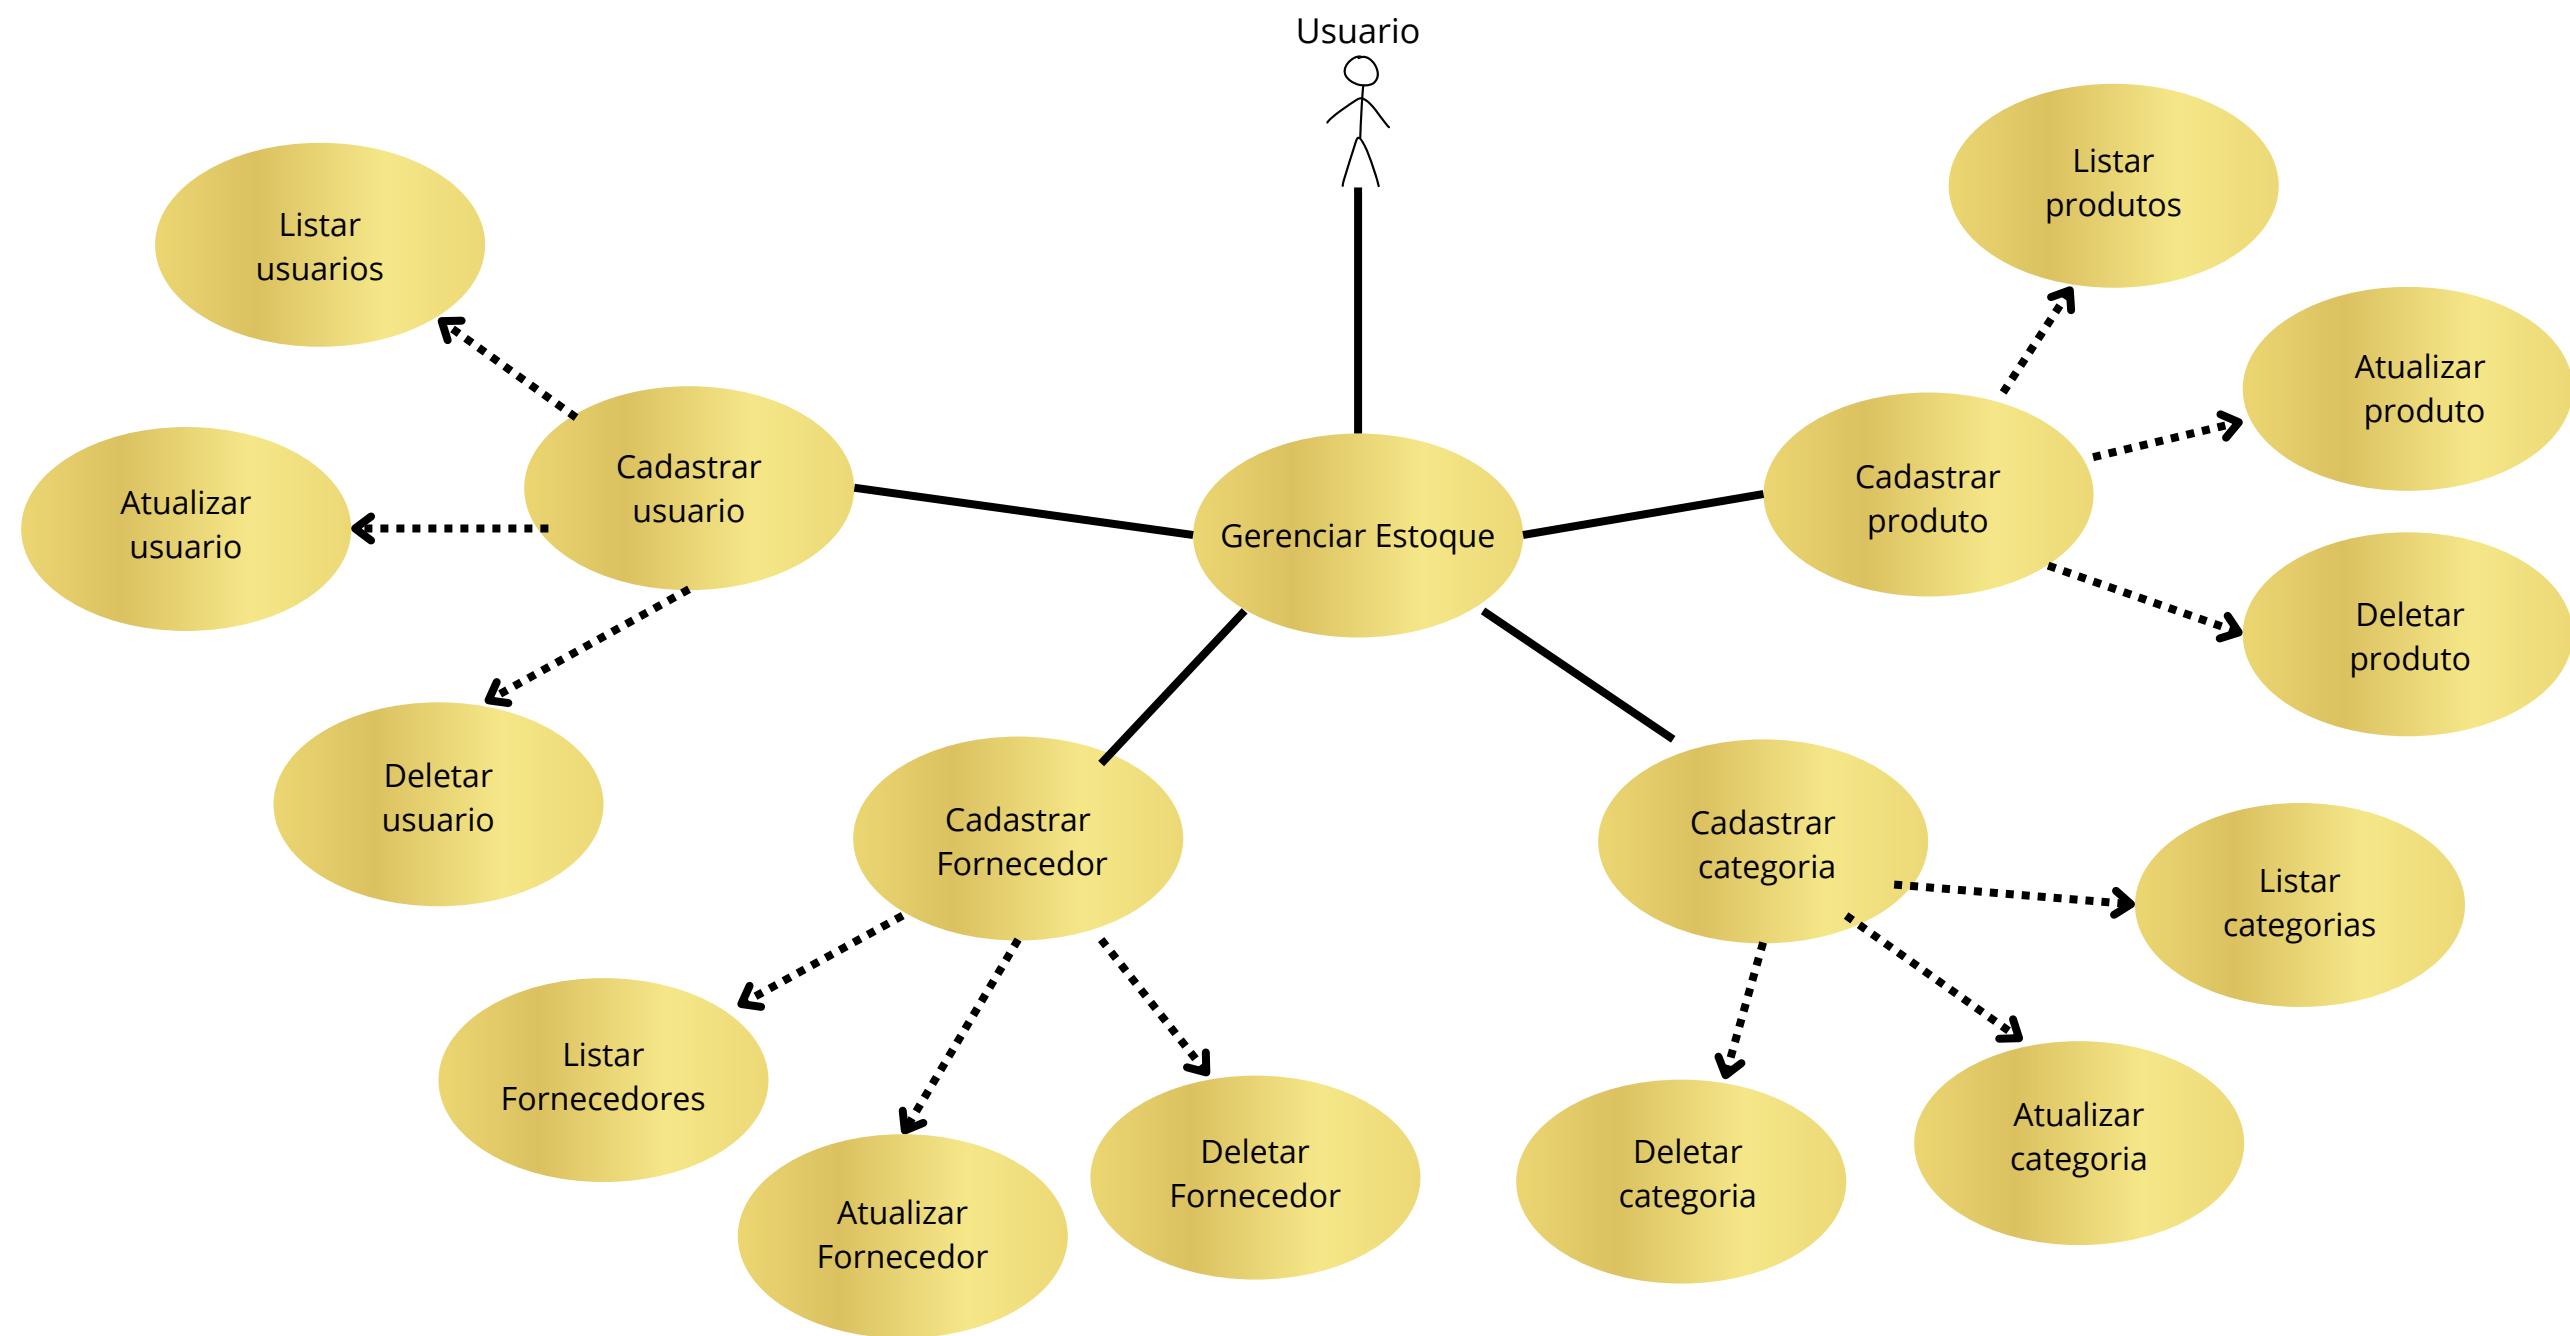 Usuario
Listar
usuarios
Atualizar
usuario
Cadastrar
usuario
Deletar
usuario
Gerenciar Estoque
Listar
produtos
Atualizar
produto
Cadastrar
produto
Deletar
produto
Cadastrar
Fornecedor
Listar
Fornecedores
Atualizar
Fornecedor
Deletar
Fornecedor
Cadastrar
categoria
Listar
categorias
Deletar
categoria
Atualizar
categoria